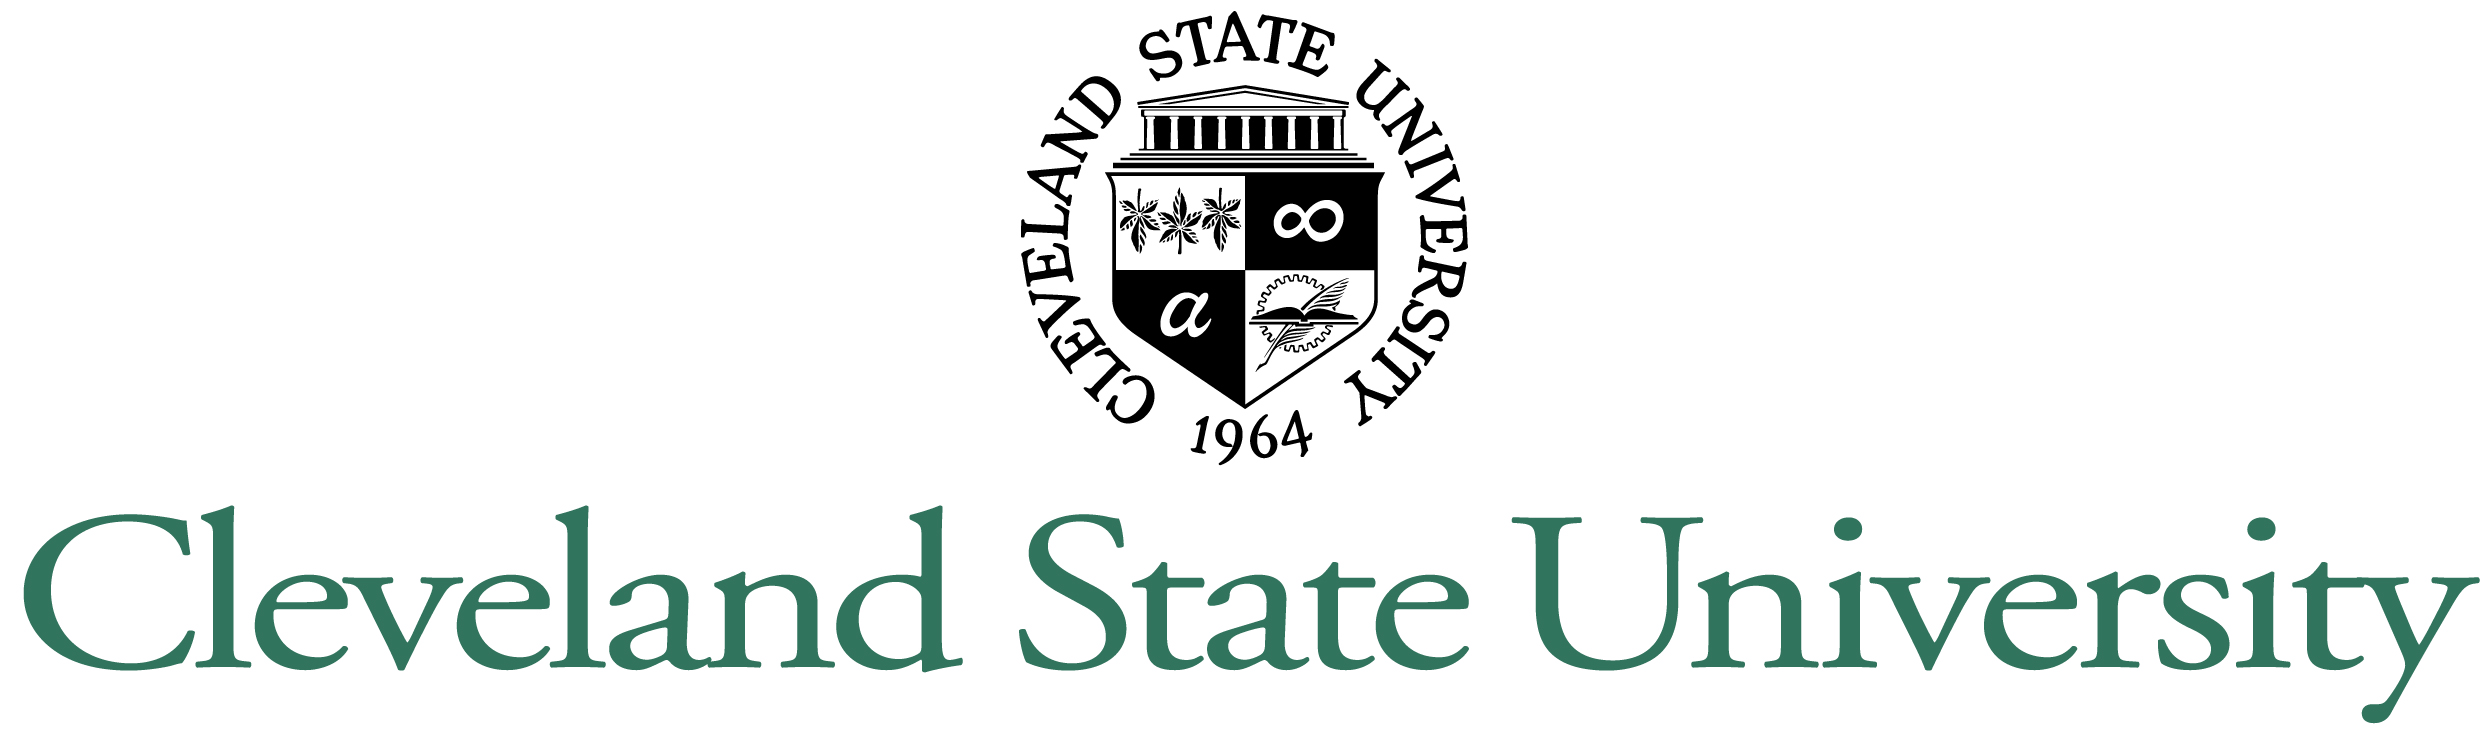 CLEVELAND STATE UNIVERSITY
∞
a
1964
Cleveland State University